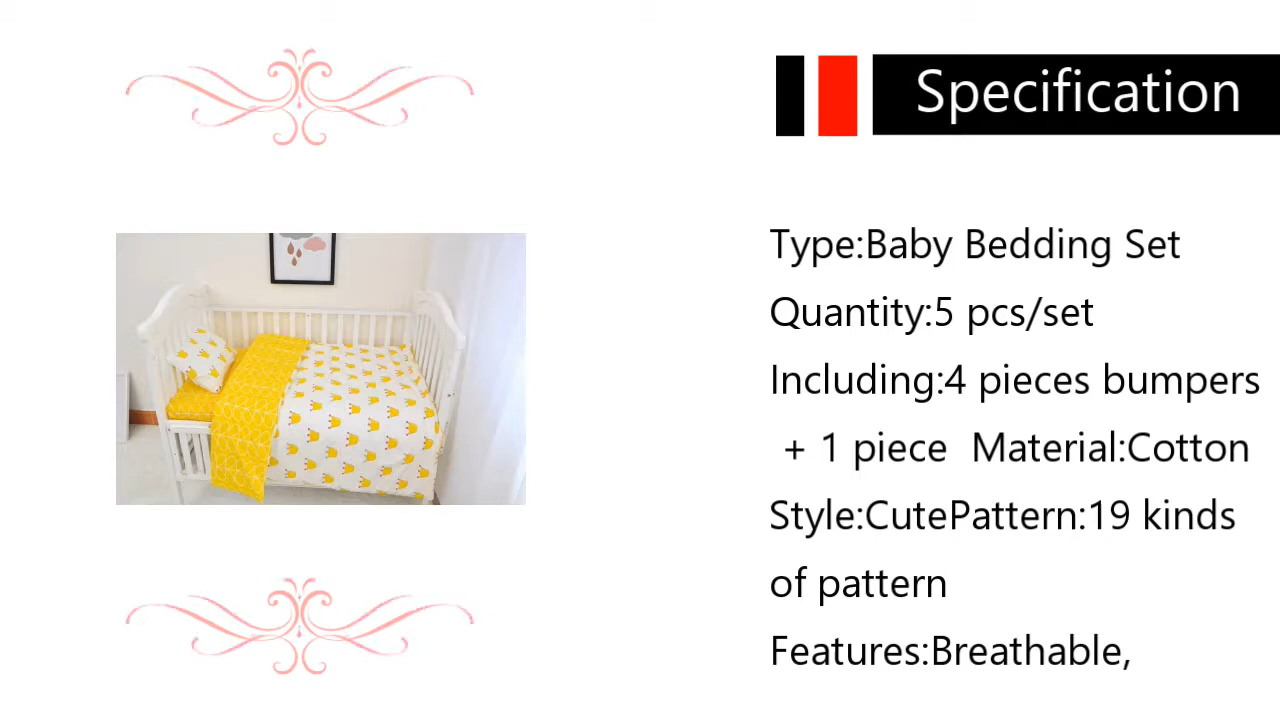 Specification
Type:Baby Bedding Set
Quantity:5 pcs/set
Including:4 pieces bumpers
+ 1 piece  Material:Cotton
Style:CutePattern:19 kinds
of pattern
Features:Breathable,